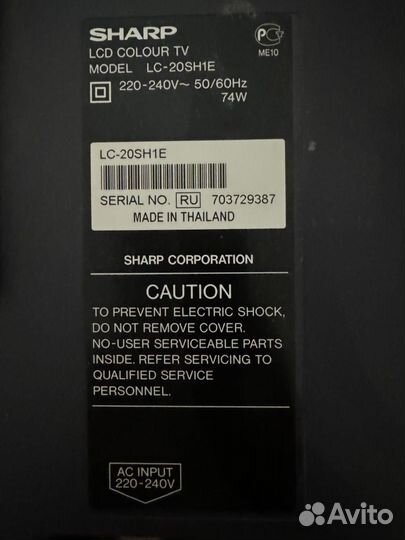 SHARP
LCD COLOUR TV
MODEL LC-20SH1E
220-240V~ 50/60Hz
74W
ME10
LC-20SH1E
SERIAL NO. RU 703729387
MADE IN THAILAND
SHARP CORPORATION
CAUTION
TO PREVENT ELECTRIC SHOCK,
DO NOT REMOVE COVER.
NO-USER SERVICEABLE PARTS
INSIDE. REFER SERVICING TO
QUALIFIED SERVICE
PERSONNEL.
AC INPUT
220-240V
Avito